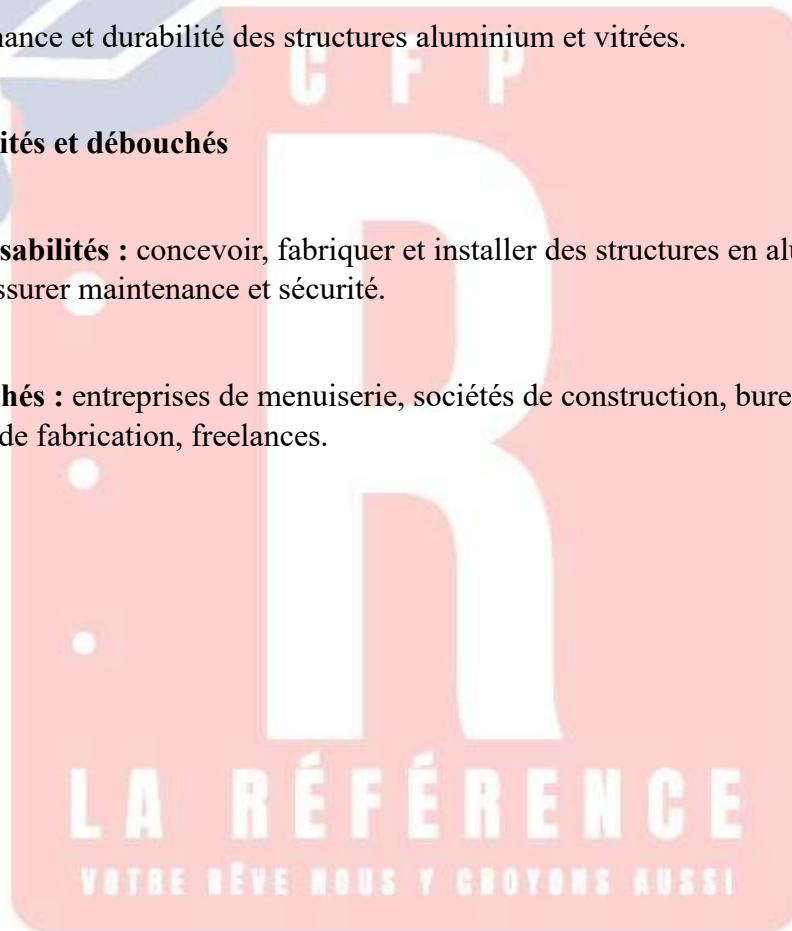 nance et durabilité des structures aluminium et vitrées.
C F P
ités et débouchés
sabilités : concevoir, fabriquer et installer des structures en alu
ssurer maintenance et sécurité.
hés : entreprises de menuiserie, sociétés de construction, bure
de fabrication, freelances.
R
LA RÉFÉRENCE
VOTRE RÊVE NOUS Y CROYONS AUSSI